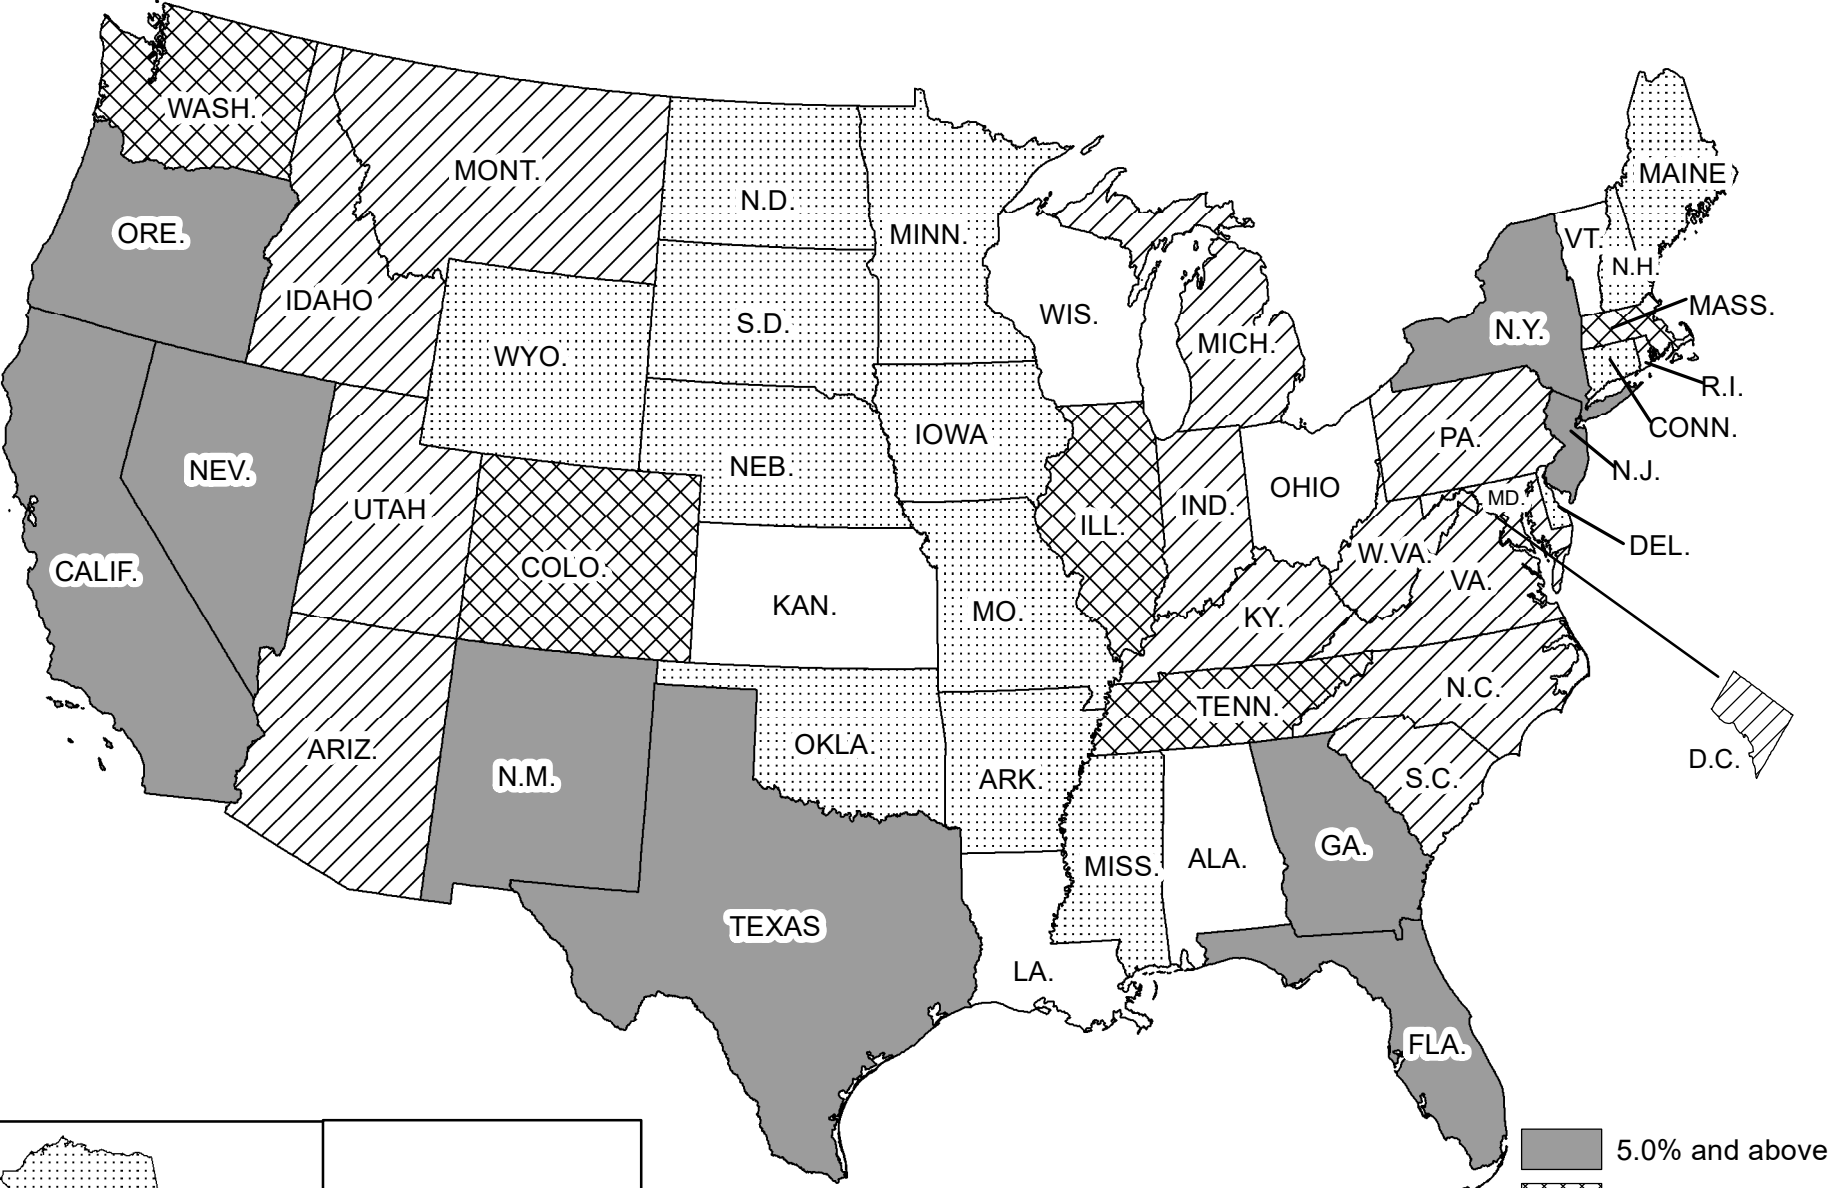 WASH.
MONT.
MAINE
N.D.
ORE.
MINN.
VT.
N.H.
IDAHO
MASS.
WIS.
S.D.
N.Y.
MICH.
WYO.
R.I.
CONN.
IOWA
PA.
NEB.
NEV.
N.J.
OHIO
MD.
IND.
UTAH
ILL.
DEL.
W.VA.
COLO.
CALIF.
VA.
KAN.
MO.
KY.
N.C.
TENN.
OKLA.
ARIZ.
D.C.
N.M.
ARK.
S.C.
GA.
ALA.
MISS.
TEXAS
LA.
FLA.
5.0% and above